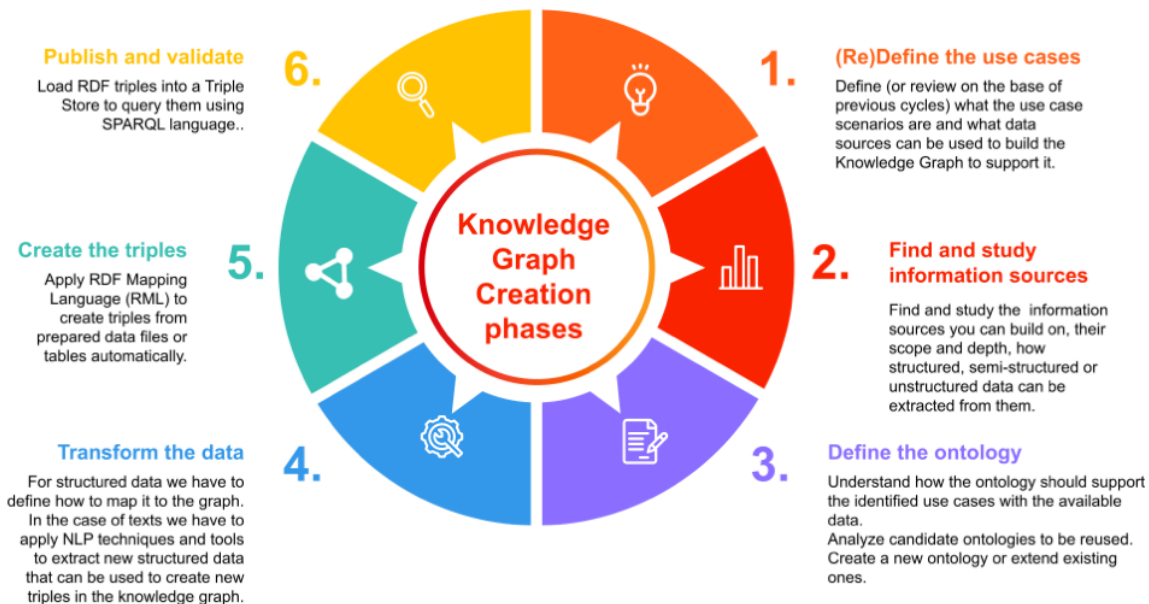 Knowledge
Graph
Creation
phases
1.
(Re)Define the use cases
Define (or review on the base of
previous cycles) what the use case
scenarios are and what data
sources can be used to build the
Knowledge Graph to support it.
2.
Find and study
information sources
Find and study the information
sources you can build on, their
scope and depth, how
structured, semi-structured or
unstructured data can be
extracted from them.
3.
Define the ontology
Understand how the ontology should support
the identified use cases with the available
data.
Analyze candidate ontologies to be reused.
Create a new ontology or extend existing
ones.
4.
Transform the data
For structured data we have to
define how to map it to the graph.
In the case of texts we have to
apply NLP techniques and tools
to extract new structured data
that can be used to create new
triples in the knowledge graph.
5.
Create the triples
Apply RDF Mapping
Language (RML) to
create triples from
prepared data files or
tables automatically.
6.
Publish and validate
Load RDF triples into a Triple
Store to query them using
SPARQL language..